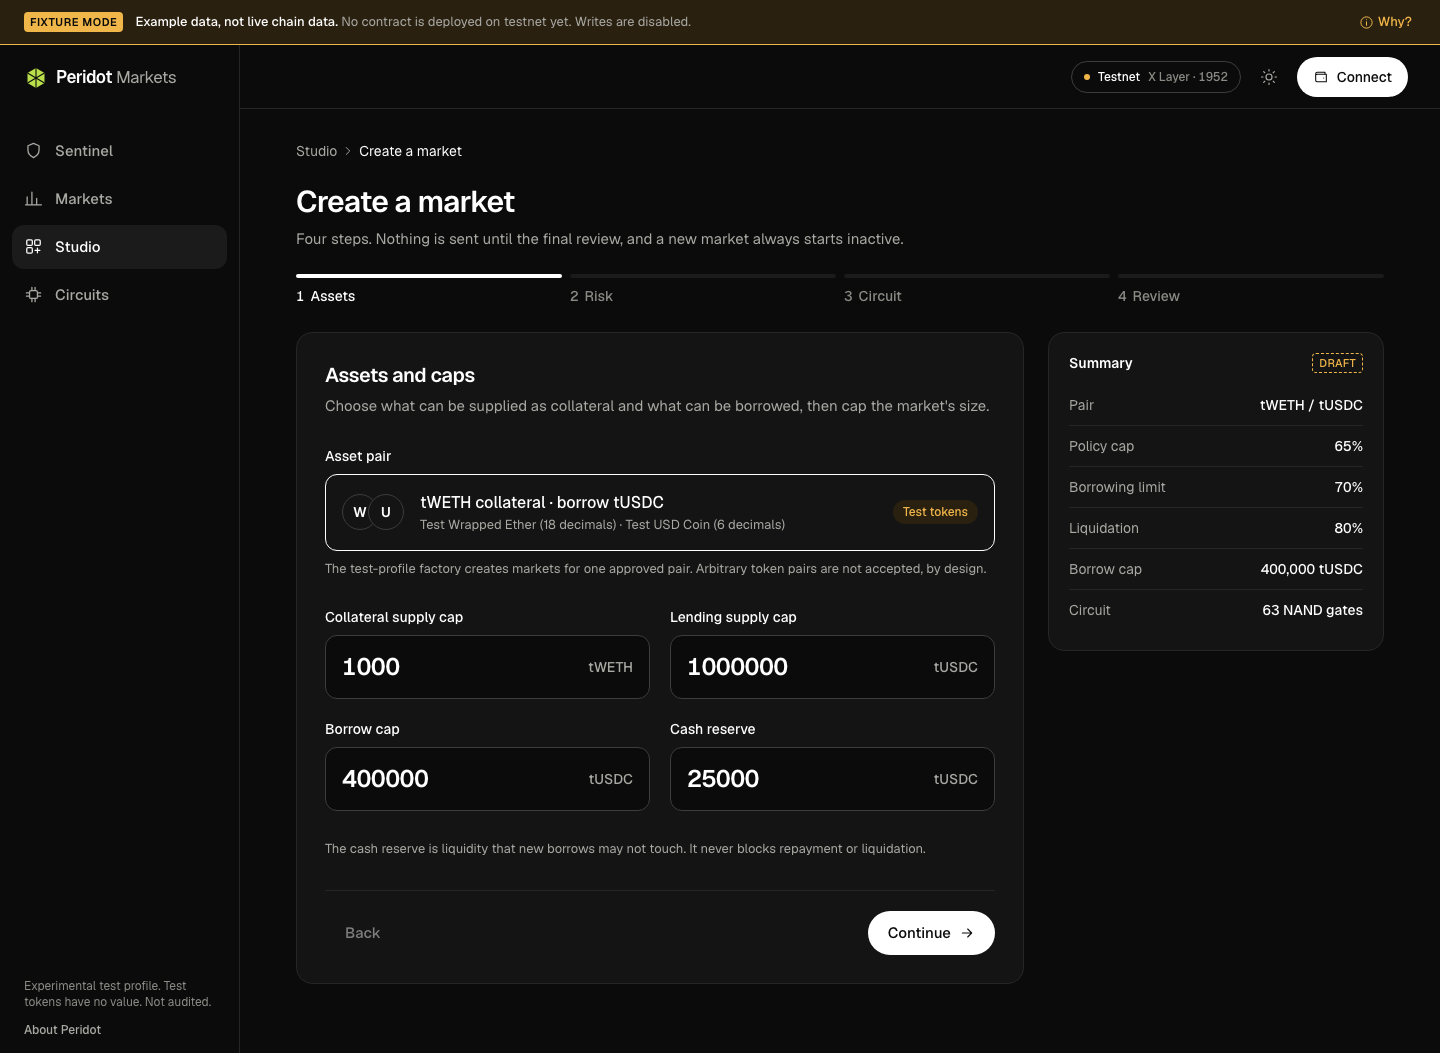 FIXTURE MODE Example data, not live chain data. No contract is deployed on testnet yet. Writes are disabled. Why?
Peridot Markets
Testnet X Layer · 1952
Connect
Sentinel
Markets
Studio
Circuits
Studio > Create a market
Create a market
Four steps. Nothing is sent until the final review, and a new market always starts inactive.
1 Assets
2 Risk
3 Circuit
4 Review
Assets and caps
Choose what can be supplied as collateral and what can be borrowed, then cap the market's size.
Asset pair
W U
tWETH collateral · borrow tUSDC
Test Wrapped Ether (18 decimals) · Test USD Coin (6 decimals)
Test tokens
The test-profile factory creates markets for one approved pair. Arbitrary token pairs are not accepted, by design.
Collateral supply cap
1000 tWETH
Lending supply cap
1000000 tUSDC
Borrow cap
400000 tUSDC
Cash reserve
25000 tUSDC
The cash reserve is liquidity that new borrows may not touch. It never blocks repayment or liquidation.
Back
Continue →
Summary DRAFT
Pair tWETH / tUSDC
Policy cap 65%
Borrowing limit 70%
Liquidation 80%
Borrow cap 400,000 tUSDC
Circuit 63 NAND gates
Experimental test profile. Test
tokens have no value. Not audited.
About Peridot